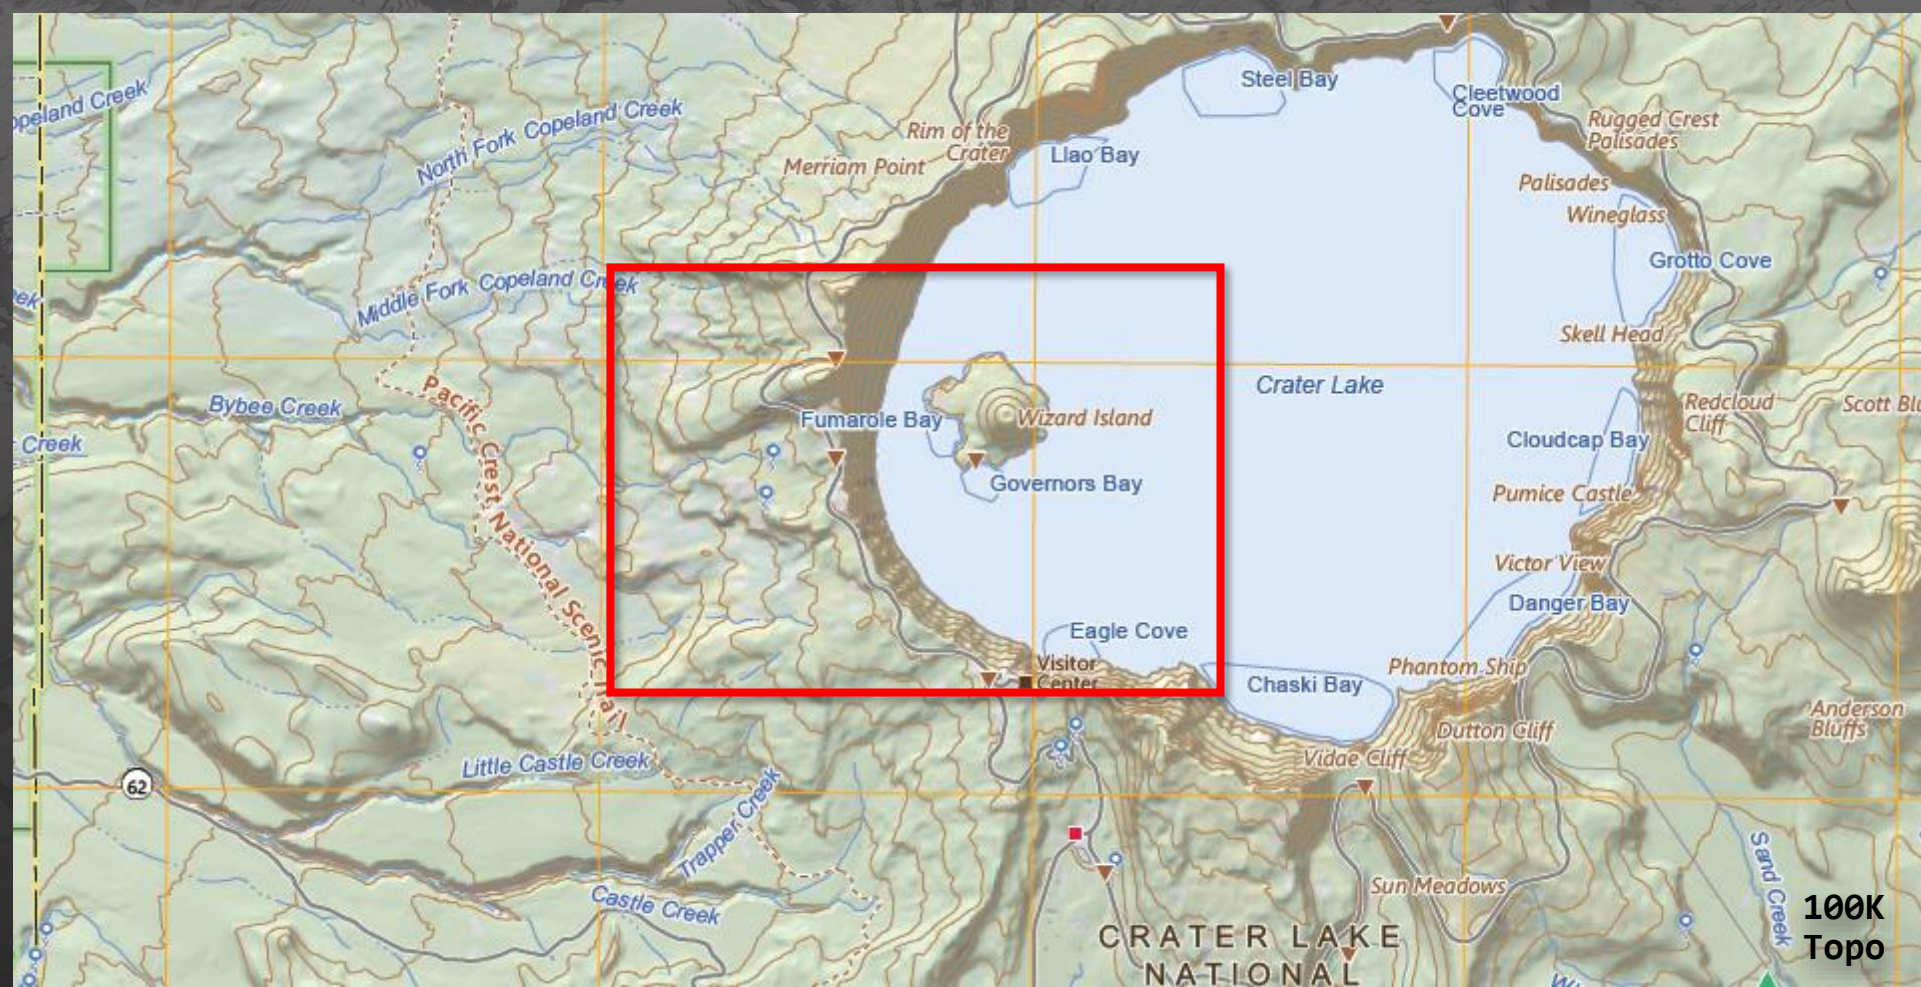 Steel Bay
Cleetwood
Cove
opeland Creek
North Fork Copeland Creek
Rim of the
Crater
Rugged Crest
Palisades
Merriam Point
Llao Bay
Palisades
Wineglass
Grotto Cove
Middle Fork Copeland Creek
eek
Skell Head
Crater Lake
Pacific Crest National Scenic Trail
Bybee Creek
Fumarole Bay
Wizard Island
Redcloud
Cliff
Scott Blu
Creek
Cloudcap Bay
Governors Bay
Pumice Castle
Victor View
Danger Bay
Eagle Cove
Visitor
Center
Phantom Ship
Chaski Bay
Anderson
Bluffs
Dutton Cliff
Little Castle Creek
Vidae Cliff
62
Trapper Creek
Sand Creek
Sun Meadows
Castle Creek
100K
Topo
CRATER LAKE
NATIONAL